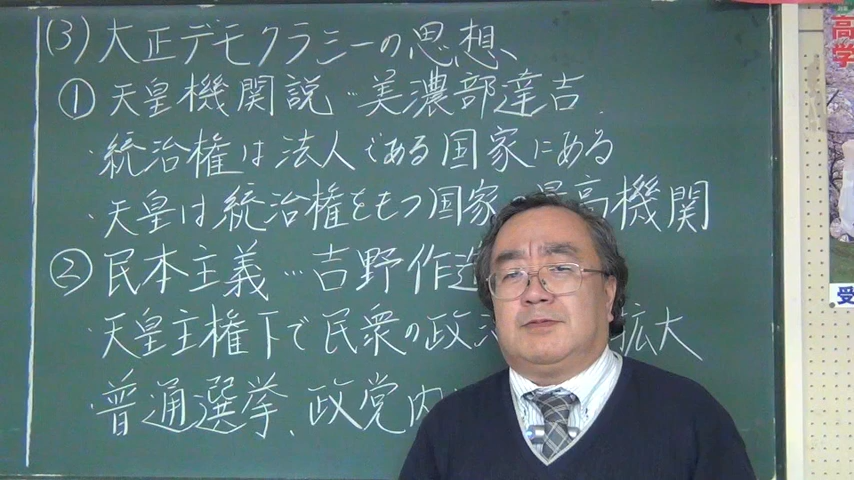 (3) 大正デモクラシーの思想、
① 天皇機関説…美濃部達吉
・統治権は法人である国家にある
・天皇は統治権をもつ国家 最高機関
② 民本主義…吉野作造
・天皇主権下で民衆の政 拡大
・普通選挙、政党内
高
学
受